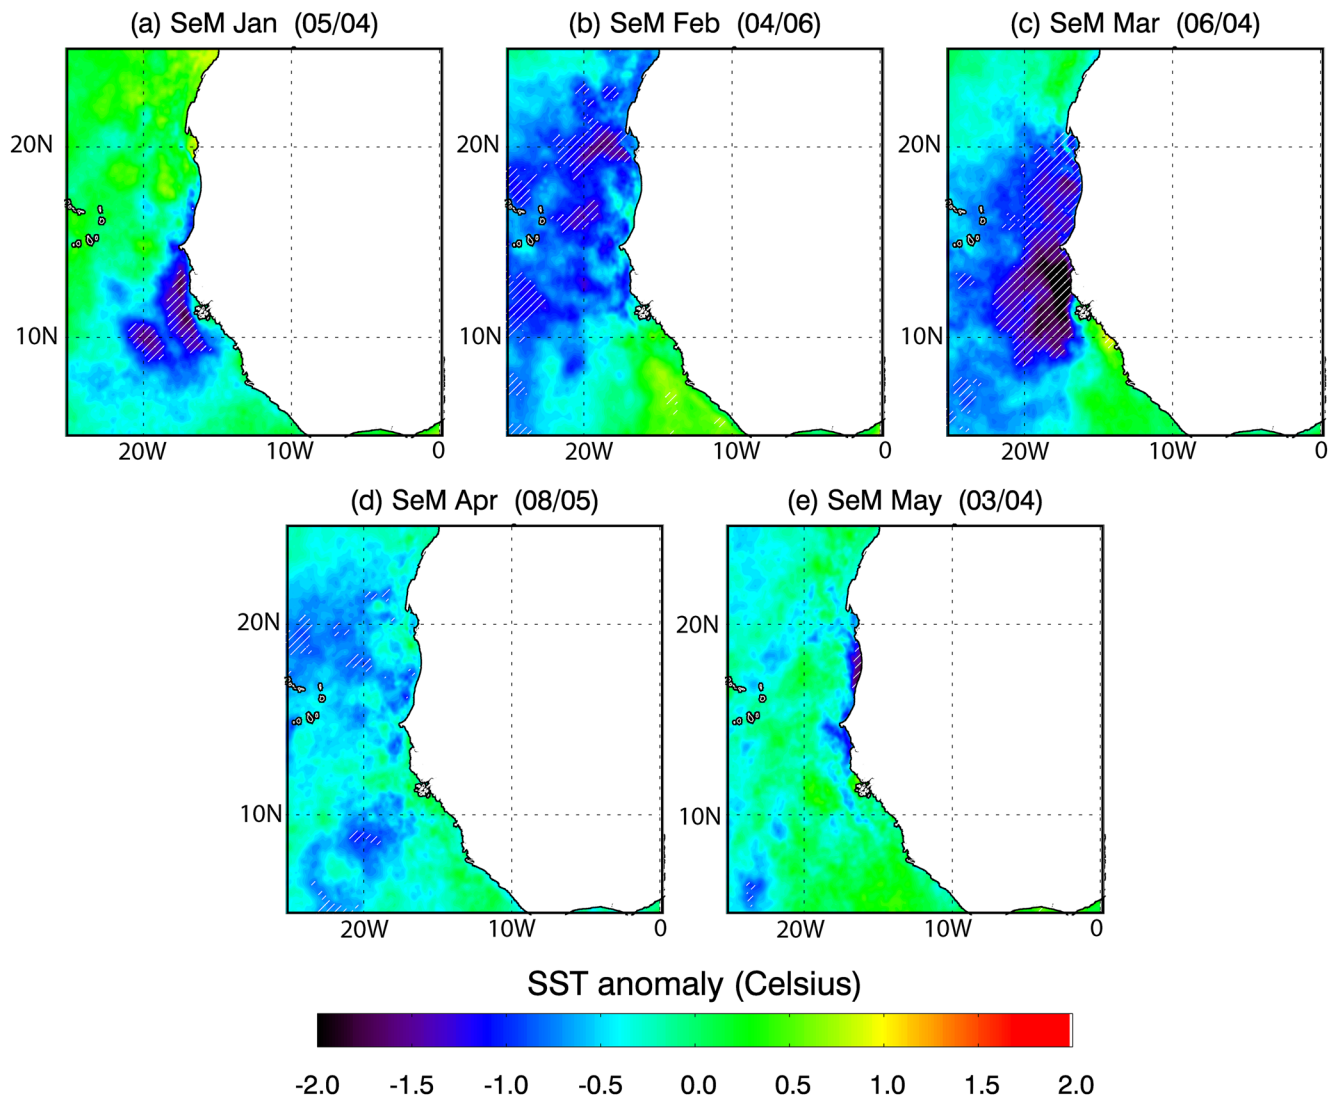 (a) SeM Jan (05/04)
(b) SeM Feb (04/06)
(c) SeM Mar (06/04)
20N
10N
20W
10W
0
20N
10N
20W
10W
0
20N
10N
20W
10W
0
(d) SeM Apr (08/05)
(e) SeM May (03/04)
20N
10N
20W
10W
0
20N
10N
20W
10W
0
SST anomaly (Celsius)
-2.0 -1.5 -1.0 -0.5 0.0 0.5 1.0 1.5 2.0